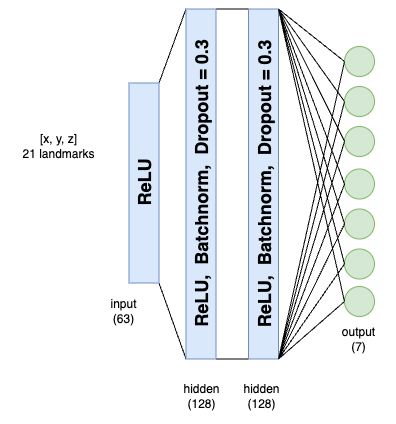 [x, y, z]
21 landmarks
ReLU
ReLU, Batchnorm, Dropout = 0.3
ReLU, Batchnorm, Dropout = 0.3
input
(63)
hidden
(128)
hidden
(128)
output
(7)